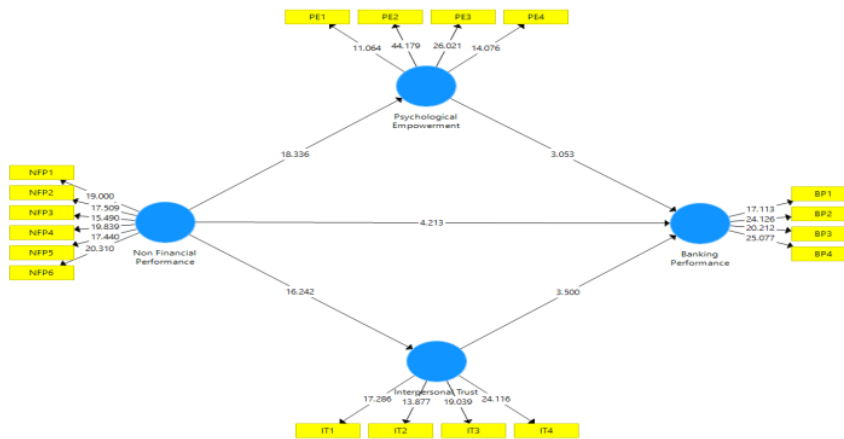 PE1 PE2 PE3 PE4
11.064 44.179 26.021 14.076
Psychological
Empowerment
18.336 3.053
NFP1
NFP2
NFP3
NFP4
NFP5
NFP6
19.000
17.509
15.490
19.839
17.440
20.310
Non Financial
Performance
4.213
BP1
BP2
BP3
BP4
17.113
24.126
20.212
25.077
Banking
Performance
16.242 3.500
Interpersonal Trust
17.286 13.877 19.039 24.116
IT1 IT2 IT3 IT4